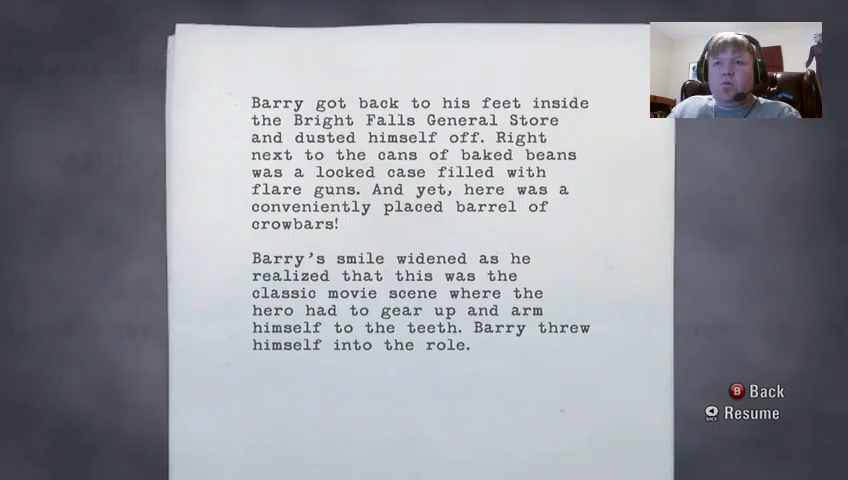 Barry got back to his feet inside
the Bright Falls General Store
and dusted himself off. Right
next to the cans of baked beans
was a locked case filled with
flare guns. And yet, here was a
conveniently placed barrel of
crowbars!
Barry's smile widened as he
realized that this was the
classic movie scene where the
hero had to gear up and arm
himself to the teeth. Barry threw
himself into the role.
B Back
BACK Resume